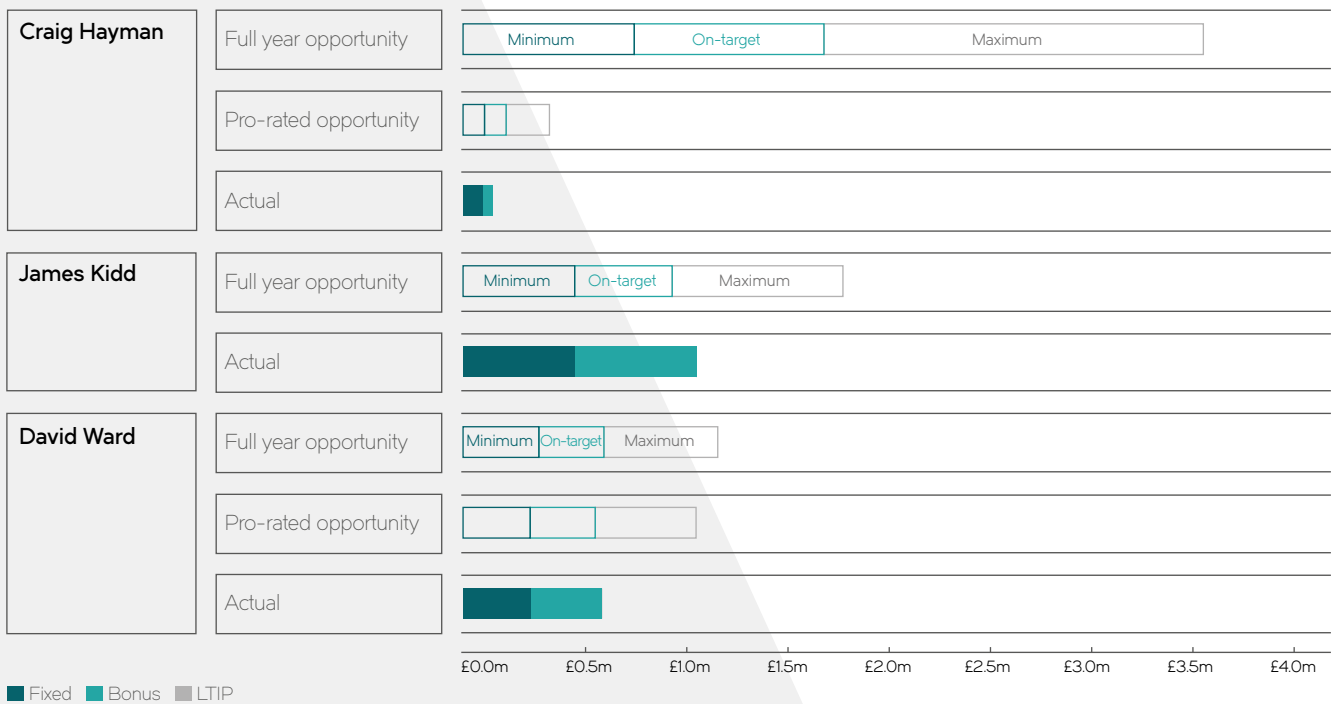 Craig Hayman
Full year opportunity
Minimum On-target Maximum
Pro-rated opportunity
Actual
James Kidd
Full year opportunity
Minimum On-target Maximum
Actual
David Ward
Full year opportunity
Minimum On-target Maximum
Pro-rated opportunity
Actual
£0.0m £0.5m £1.0m £1.5m £2.0m £2.5m £3.0m £3.5m £4.0m
Fixed Bonus LTIP